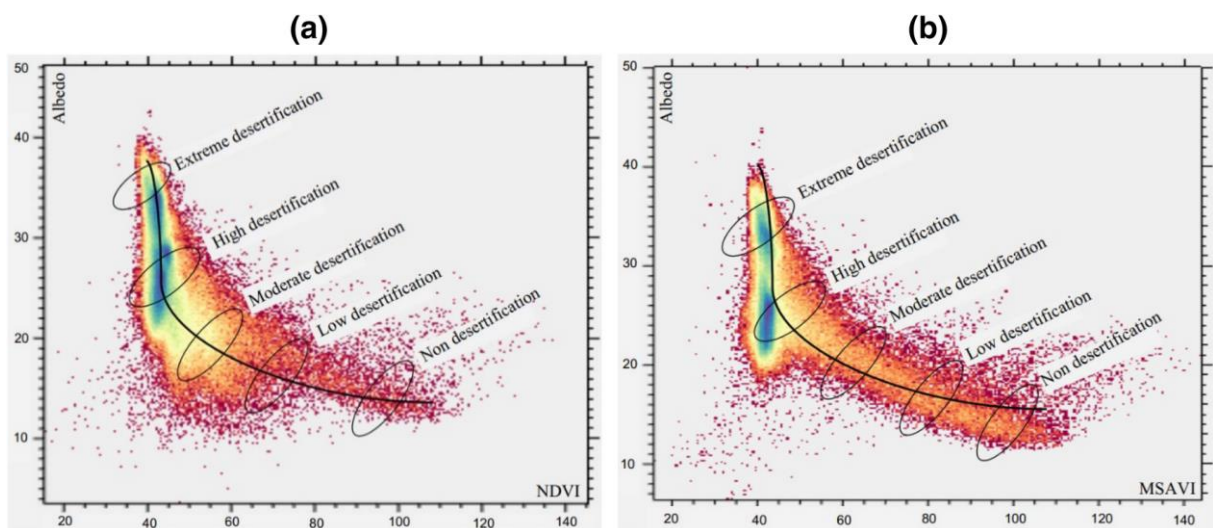 (a)
Albedo
50
40
30
20
10
Extreme desertification
High desertification
Moderate desertification
Low desertification
Non desertification
NDVI
20 40 60 80 100 120 140
(b)
Albedo
50
40
30
20
10
Extreme desertification
High desertification
Moderate desertification
Low desertification
Non desertification
MSAVI
20 40 60 80 100 120 140